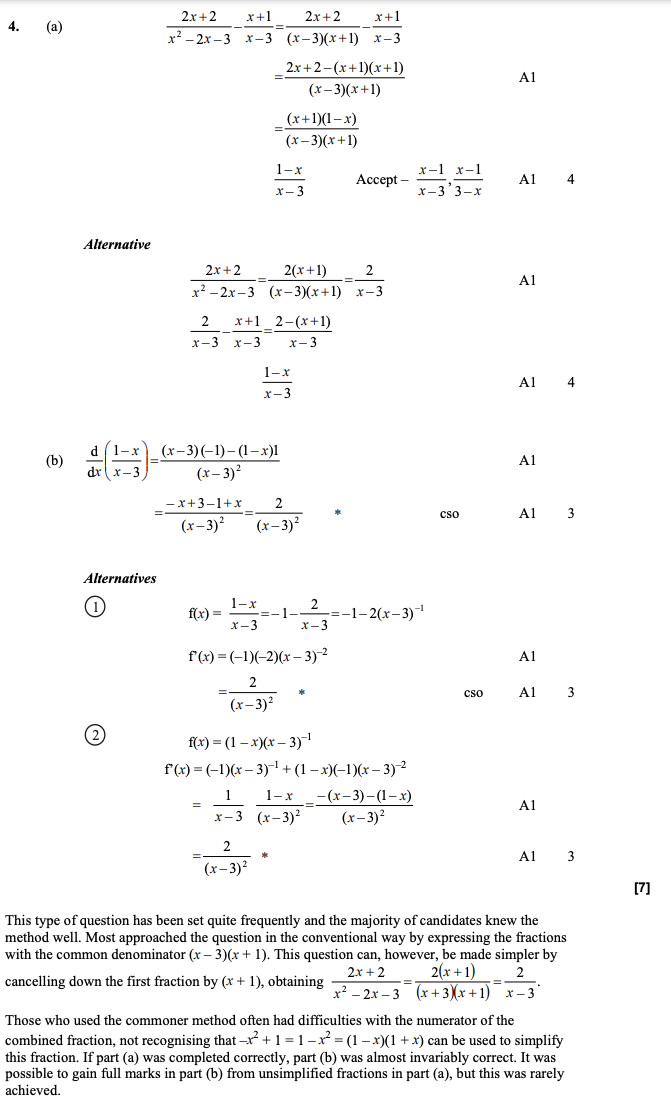 4. (a) \frac{2x+2}{x^2-2x-3} - \frac{x+1}{x-3} = \frac{2x+2}{(x-3)(x+1)} - \frac{x+1}{x-3}
= \frac{2x+2-(x+1)(x+1)}{(x-3)(x+1)} A1
= \frac{(x+1)(1-x)}{(x-3)(x+1)}
\frac{1-x}{x-3} Accept - \frac{x-1}{x-3}, \frac{x-1}{3-x} A1 4
Alternative
\frac{2x+2}{x^2-2x-3} = \frac{2(x+1)}{(x-3)(x+1)} = \frac{2}{x-3} A1
\frac{2}{x-3} - \frac{x+1}{x-3} = \frac{2-(x+1)}{x-3}
\frac{1-x}{x-3} A1 4
(b) \frac{d}{dx}\left(\frac{1-x}{x-3}\right) = \frac{(x-3)(-1)-(1-x)1}{(x-3)^2} A1
= \frac{-x+3-1+x}{(x-3)^2} = \frac{2}{(x-3)^2} * cso A1 3
Alternatives
① f(x) = \frac{1-x}{x-3} = -1 - \frac{2}{x-3} = -1-2(x-3)^{-1}
f'(x) = (-1)(-2)(x-3)^{-2} A1
= \frac{2}{(x-3)^2} * cso A1 3
② f(x) = (1-x)(x-3)^{-1}
f'(x) = (-1)(x-3)^{-1} + (1-x)(-1)(x-3)^{-2}
= \frac{1}{x-3} \frac{1-x}{(x-3)^2} = \frac{-(x-3)-(1-x)}{(x-3)^2} A1
= \frac{2}{(x-3)^2} * A1 3
[7]
This type of question has been set quite frequently and the majority of candidates knew the
method well. Most approached the question in the conventional way by expressing the fractions
with the common denominator (x – 3)(x + 1). This question can, however, be made simpler by
cancelling down the first fraction by (x + 1), obtaining \frac{2x+2}{x^2-2x-3} = \frac{2(x+1)}{(x+3)(x+1)} = \frac{2}{x-3}.
Those who used the commoner method often had difficulties with the numerator of the
combined fraction, not recognising that –x² + 1 = 1 – x² = (1 – x)(1 + x) can be used to simplify
this fraction. If part (a) was completed correctly, part (b) was almost invariably correct. It was
possible to gain full marks in part (b) from unsimplified fractions in part (a), but this was rarely
achieved.